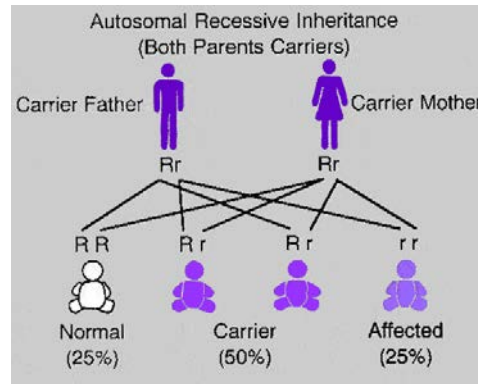 Autosomal Recessive Inheritance
(Both Parents Carriers)
Carrier Father
Carrier Mother
Rr
Rr
R R
R r
R r
r r
Normal
(25%)
Carrier
(50%)
Affected
(25%)